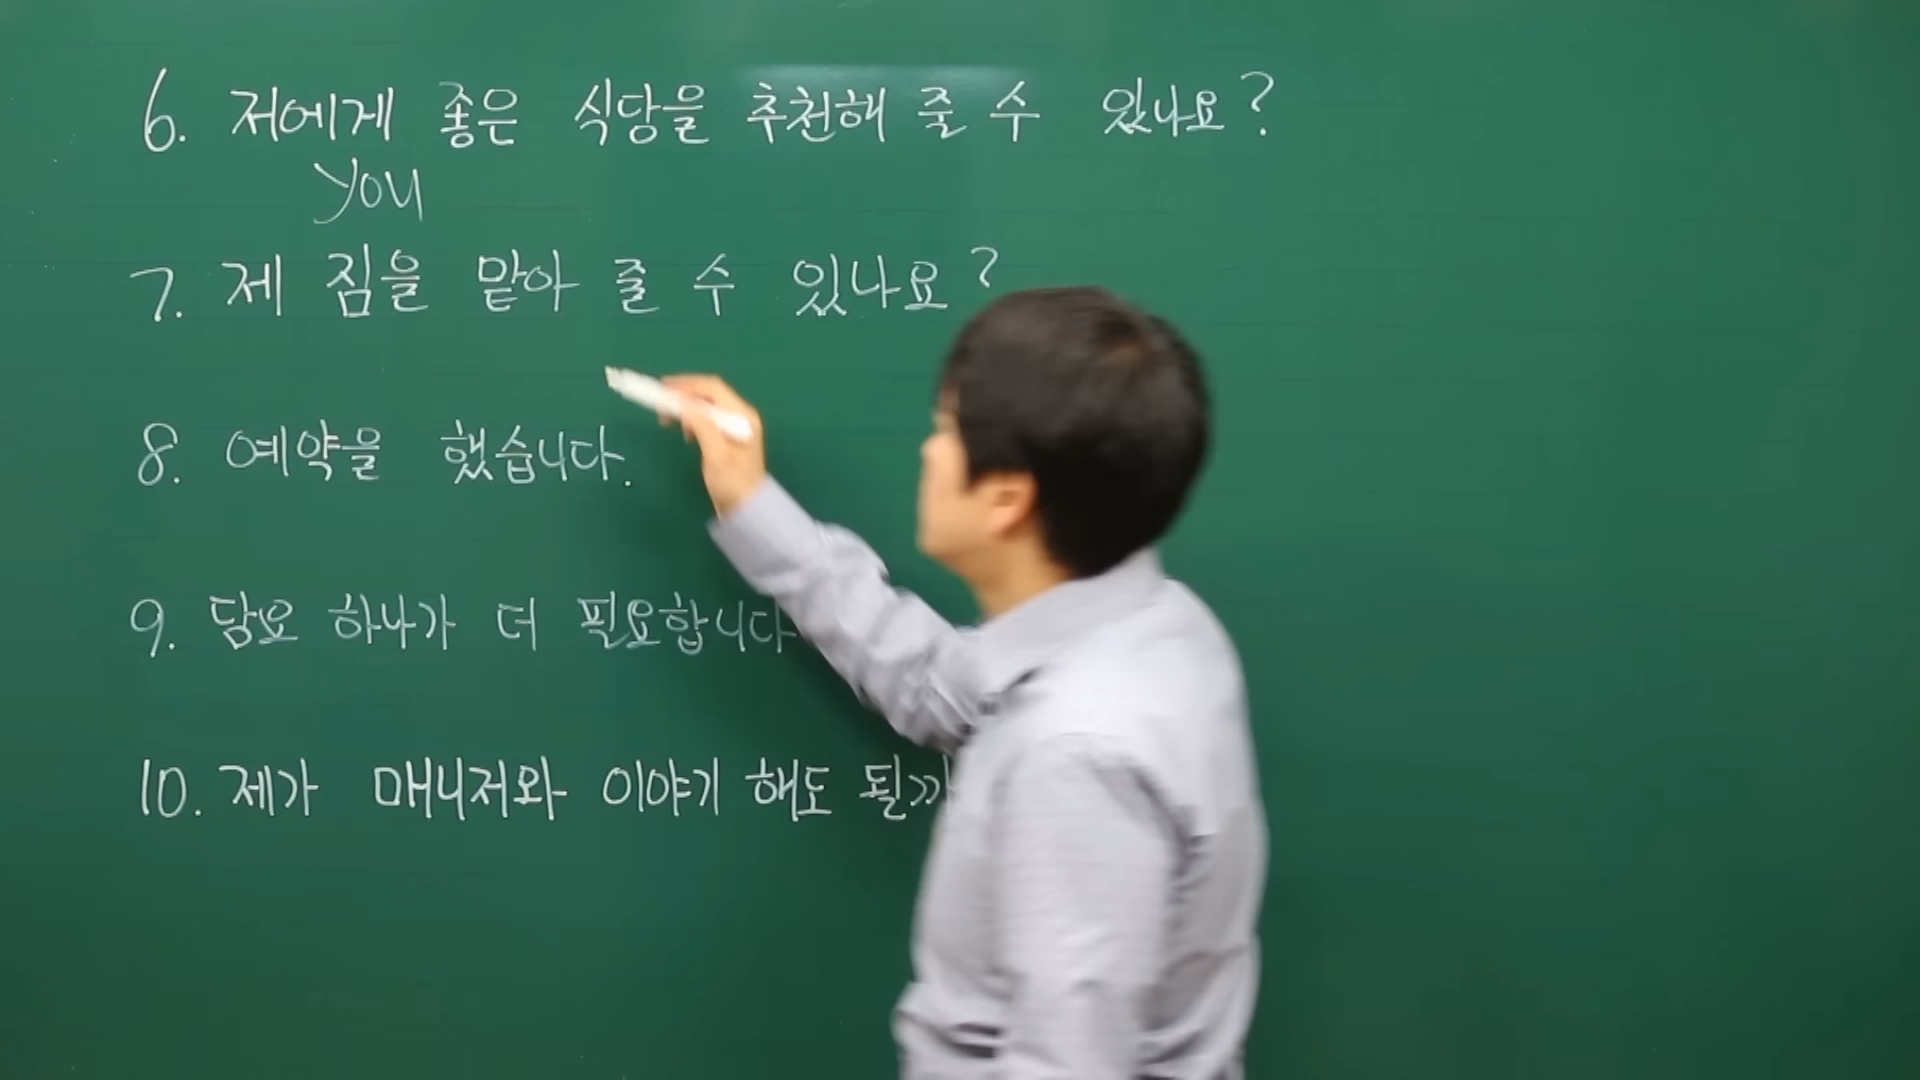 6. 저에게 좋은 식당을 추천해 줄 수 있나요?
you
7. 제 짐을 맡아 줄 수 있나요?
8. 예약을 했습니다.
9. 담요 하나가 더 필요합니다
10. 제가 매니저와 이야기 해도 될까